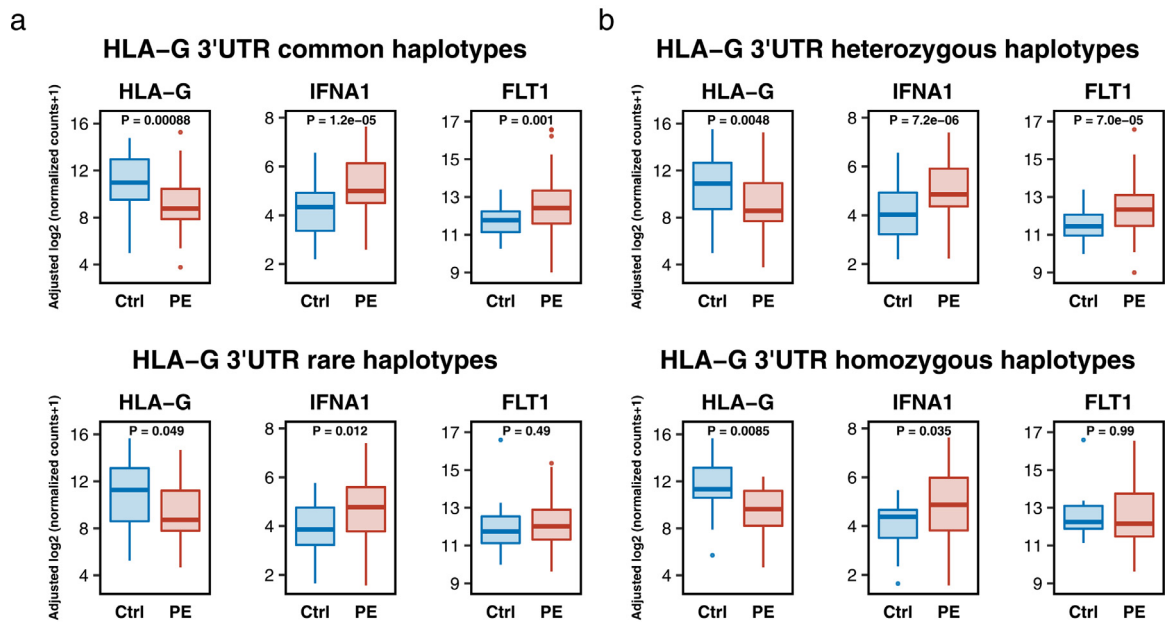 a
HLA–G 3'UTR common haplotypes
HLA–G IFNA1 FLT1
Adjusted log2 (normalized counts+1)
P = 0.00088
16
12
8
4
Ctrl PE
P = 1.2e−05
8
6
4
2
Ctrl PE
P = 0.001
17
15
13
11
9
Ctrl PE
HLA–G 3'UTR rare haplotypes
HLA–G IFNA1 FLT1
Adjusted log2 (normalized counts+1)
P = 0.049
16
12
8
4
Ctrl PE
P = 0.012
8
6
4
2
Ctrl PE
P = 0.49
17
15
13
11
9
Ctrl PE
b
HLA–G 3'UTR heterozygous haplotypes
HLA–G IFNA1 FLT1
Adjusted log2 (normalized counts+1)
P = 0.0048
16
12
8
4
Ctrl PE
P = 7.2e−06
8
6
4
2
Ctrl PE
P = 7.0e−05
17
15
13
11
9
Ctrl PE
HLA–G 3'UTR homozygous haplotypes
HLA–G IFNA1 FLT1
Adjusted log2 (normalized counts+1)
P = 0.0085
16
12
8
4
Ctrl PE
P = 0.035
8
6
4
2
Ctrl PE
P = 0.99
17
15
13
11
9
Ctrl PE